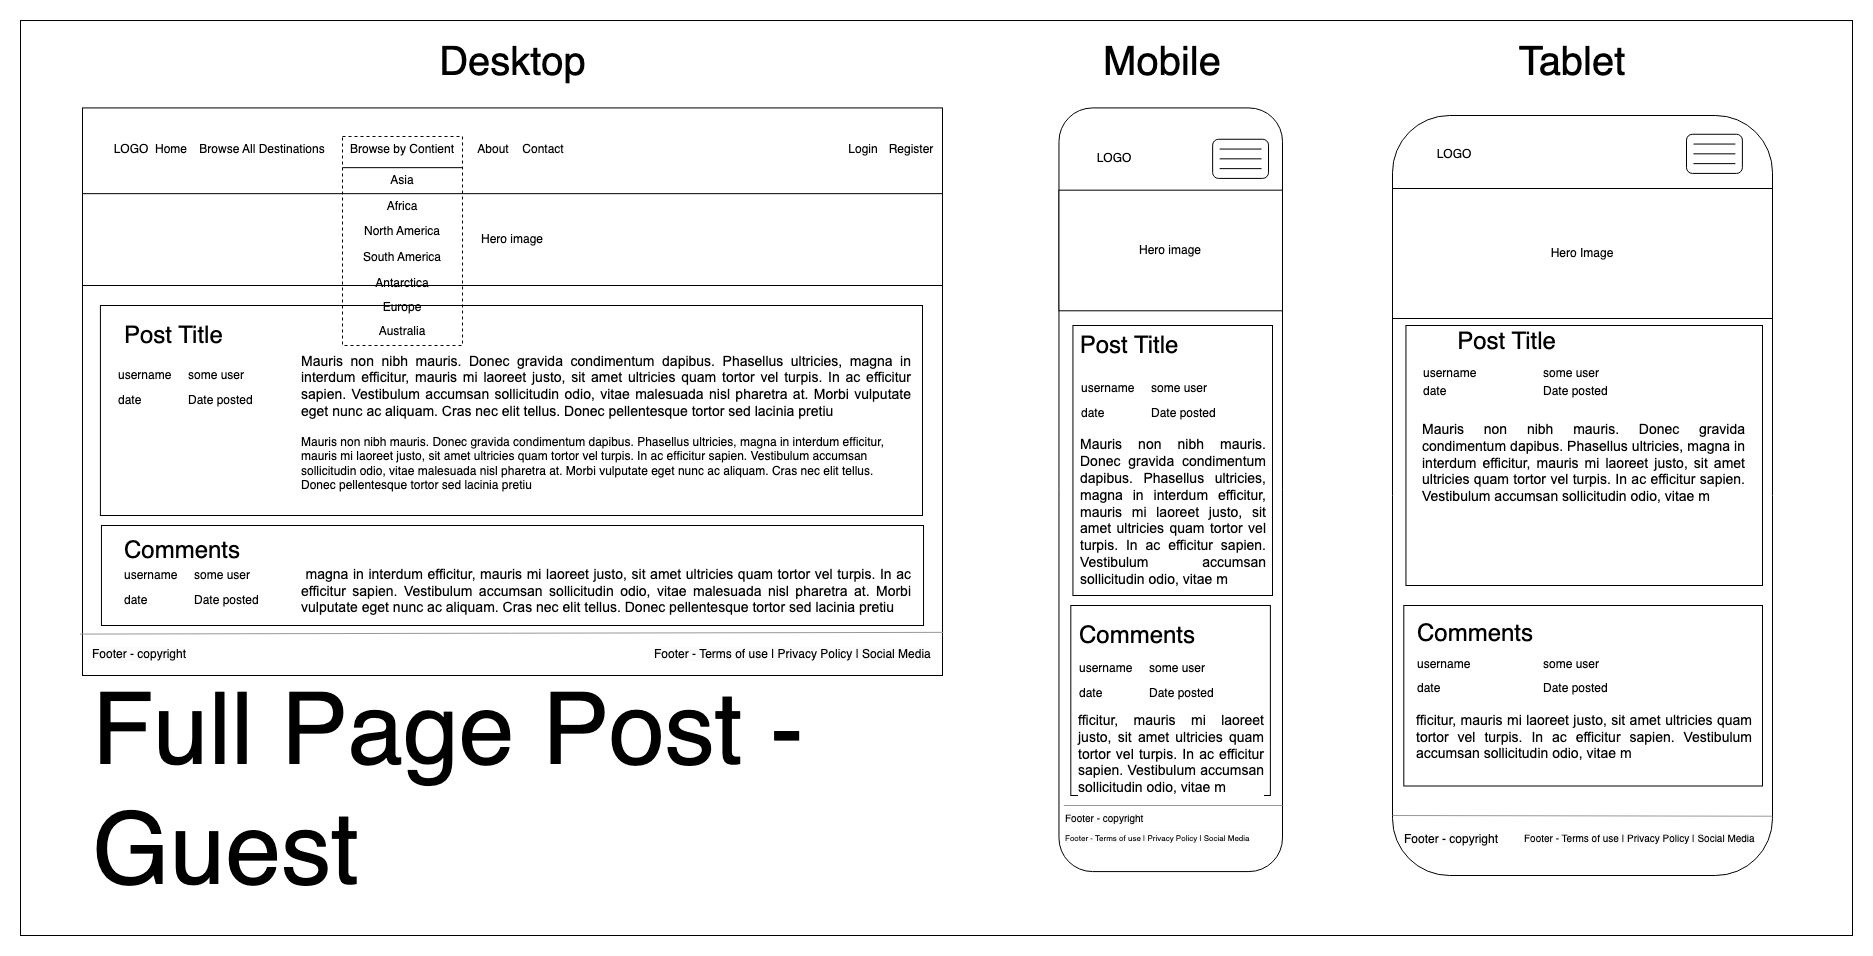 Desktop
Mobile
Tablet
LOGO Home Browse All Destinations Browse by Contient About Contact Login Register
Asia
Africa
North America
South America
Antarctica
Europe
Australia
Hero image
Post Title
username some user
date Date posted
Mauris non nibh mauris. Donec gravida condimentum dapibus. Phasellus ultricies, magna in
interdum efficitur, mauris mi laoreet justo, sit amet ultricies quam tortor vel turpis. In ac efficitur
sapien. Vestibulum accumsan sollicitudin odio, vitae malesuada nisl pharetra at. Morbi vulputate
eget nunc ac aliquam. Cras nec elit tellus. Donec pellentesque tortor sed lacinia pretiu
Mauris non nibh mauris. Donec gravida condimentum dapibus. Phasellus ultricies, magna in interdum efficitur,
mauris mi laoreet justo, sit amet ultricies quam tortor vel turpis. In ac efficitur sapien. Vestibulum accumsan
sollicitudin odio, vitae malesuada nisl pharetra at. Morbi vulputate eget nunc ac aliquam. Cras nec elit tellus.
Donec pellentesque tortor sed lacinia pretiu
Comments
username some user
date Date posted
magna in interdum efficitur, mauris mi laoreet justo, sit amet ultricies quam tortor vel turpis. In ac
efficitur sapien. Vestibulum accumsan sollicitudin odio, vitae malesuada nisl pharetra at. Morbi
vulputate eget nunc ac aliquam. Cras nec elit tellus. Donec pellentesque tortor sed lacinia pretiu
Footer - copyright Footer - Terms of use | Privacy Policy | Social Media
Full Page Post -
Guest
LOGO
Hero image
Post Title
username some user
date Date posted
Mauris non nibh mauris.
Donec gravida condimentum
dapibus. Phasellus ultricies,
magna in interdum efficitur,
mauris mi laoreet justo, sit
amet ultricies quam tortor vel
turpis. In ac efficitur sapien.
Vestibulum accumsan
sollicitudin odio, vitae m
Comments
username some user
date Date posted
fficitur, mauris mi laoreet
justo, sit amet ultricies quam
tortor vel turpis. In ac efficitur
sapien. Vestibulum accumsan
sollicitudin odio, vitae m
Footer - copyright
Footer - Terms of use | Privacy Policy | Social Media
LOGO
Hero Image
Post Title
username some user
date Date posted
Mauris non nibh mauris. Donec gravida
condimentum dapibus. Phasellus ultricies, magna in
interdum efficitur, mauris mi laoreet justo, sit amet
ultricies quam tortor vel turpis. In ac efficitur sapien.
Vestibulum accumsan sollicitudin odio, vitae m
Comments
username some user
date Date posted
fficitur, mauris mi laoreet justo, sit amet ultricies quam
tortor vel turpis. In ac efficitur sapien. Vestibulum
accumsan sollicitudin odio, vitae m
Footer - copyright Footer - Terms of use | Privacy Policy | Social Media